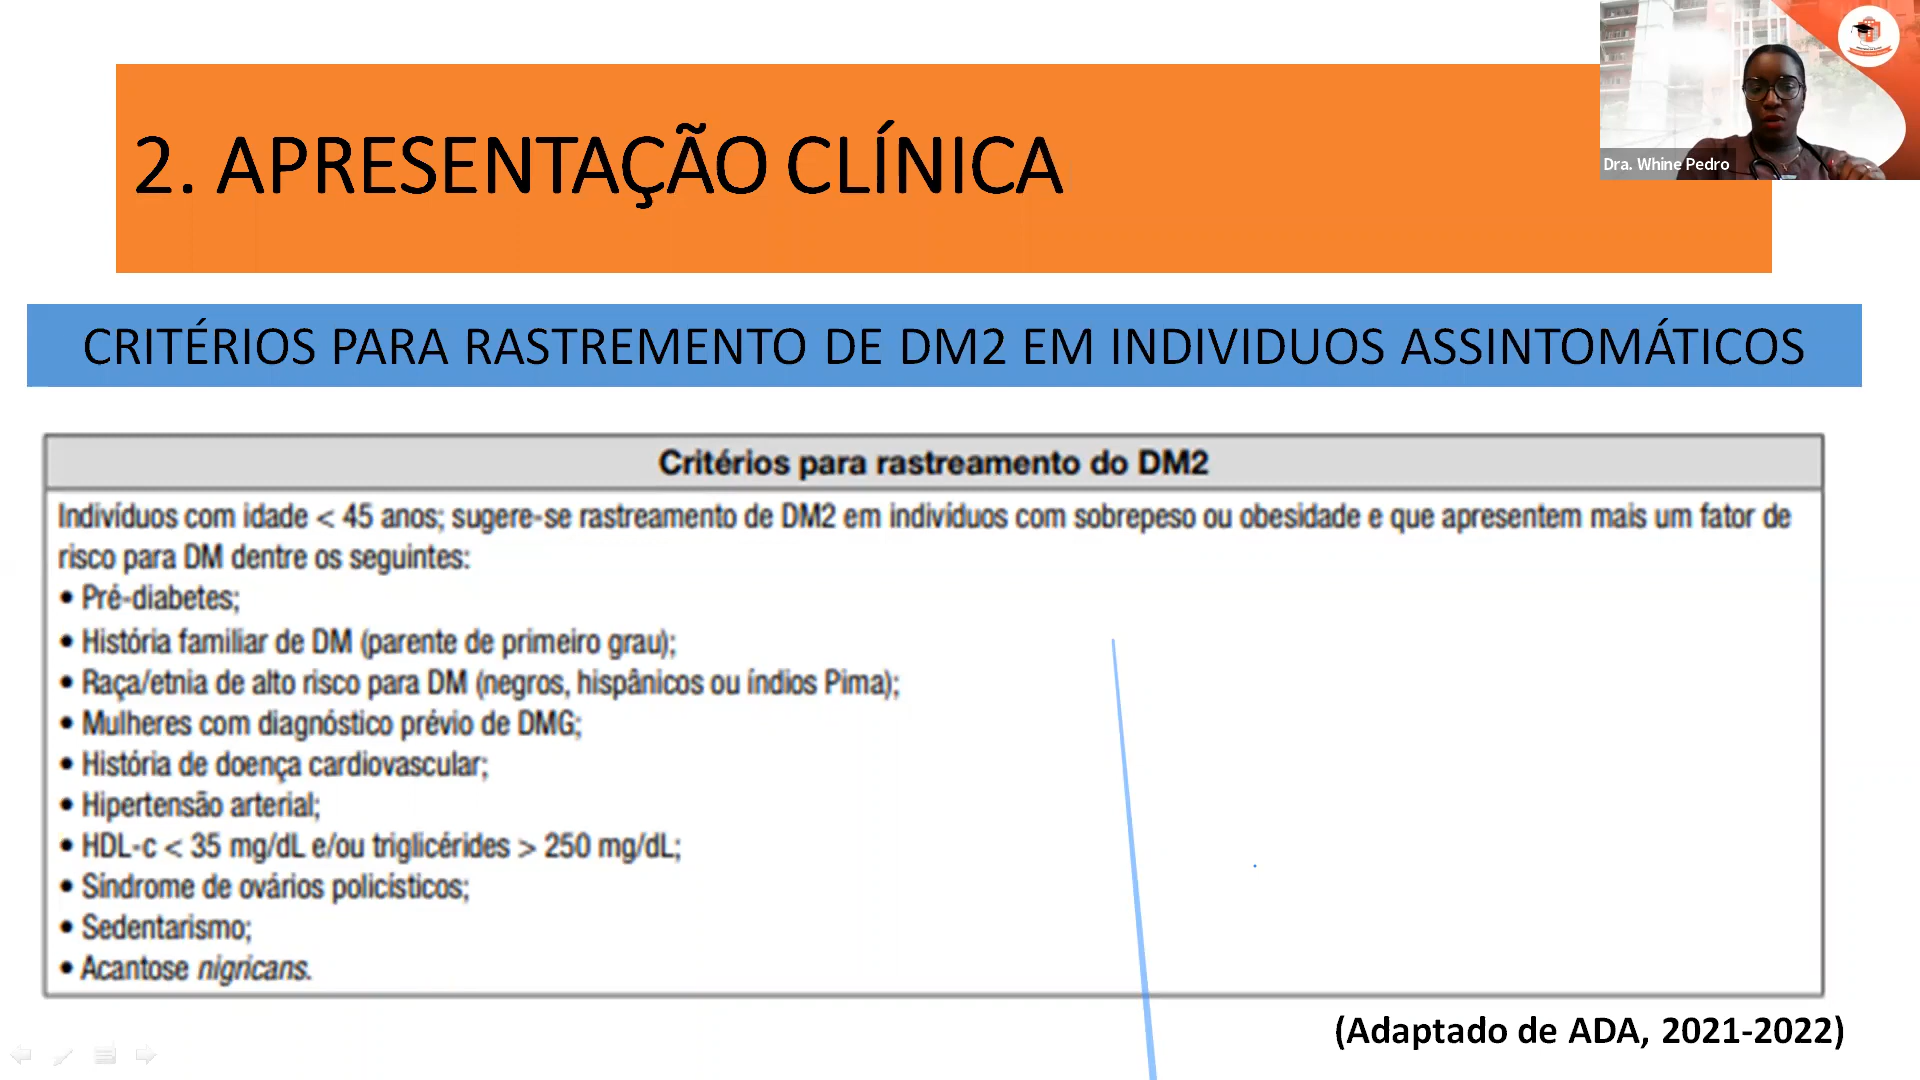 2. APRESENTAÇÃO CLÍNICA
Dra. Whine Pedro
CRITÉRIOS PARA RASTREMENTO DE DM2 EM INDIVIDUOS ASSINTOMÁTICOS
Critérios para rastreamento do DM2
Indivíduos com idade < 45 anos; sugere-se rastreamento de DM2 em indivíduos com sobrepeso ou obesidade e que apresentem mais um fator de
risco para DM dentre os seguintes:
• Pré-diabetes;
• História familiar de DM (parente de primeiro grau);
• Raça/etnia de alto risco para DM (negros, hispânicos ou índios Pima);
• Mulheres com diagnóstico prévio de DMG;
• História de doença cardiovascular;
• Hipertensão arterial;
• HDL-c < 35 mg/dL e/ou triglicérides > 250 mg/dL;
• Síndrome de ovários policísticos;
• Sedentarismo;
• Acantose nigricans.
(Adaptado de ADA, 2021-2022)